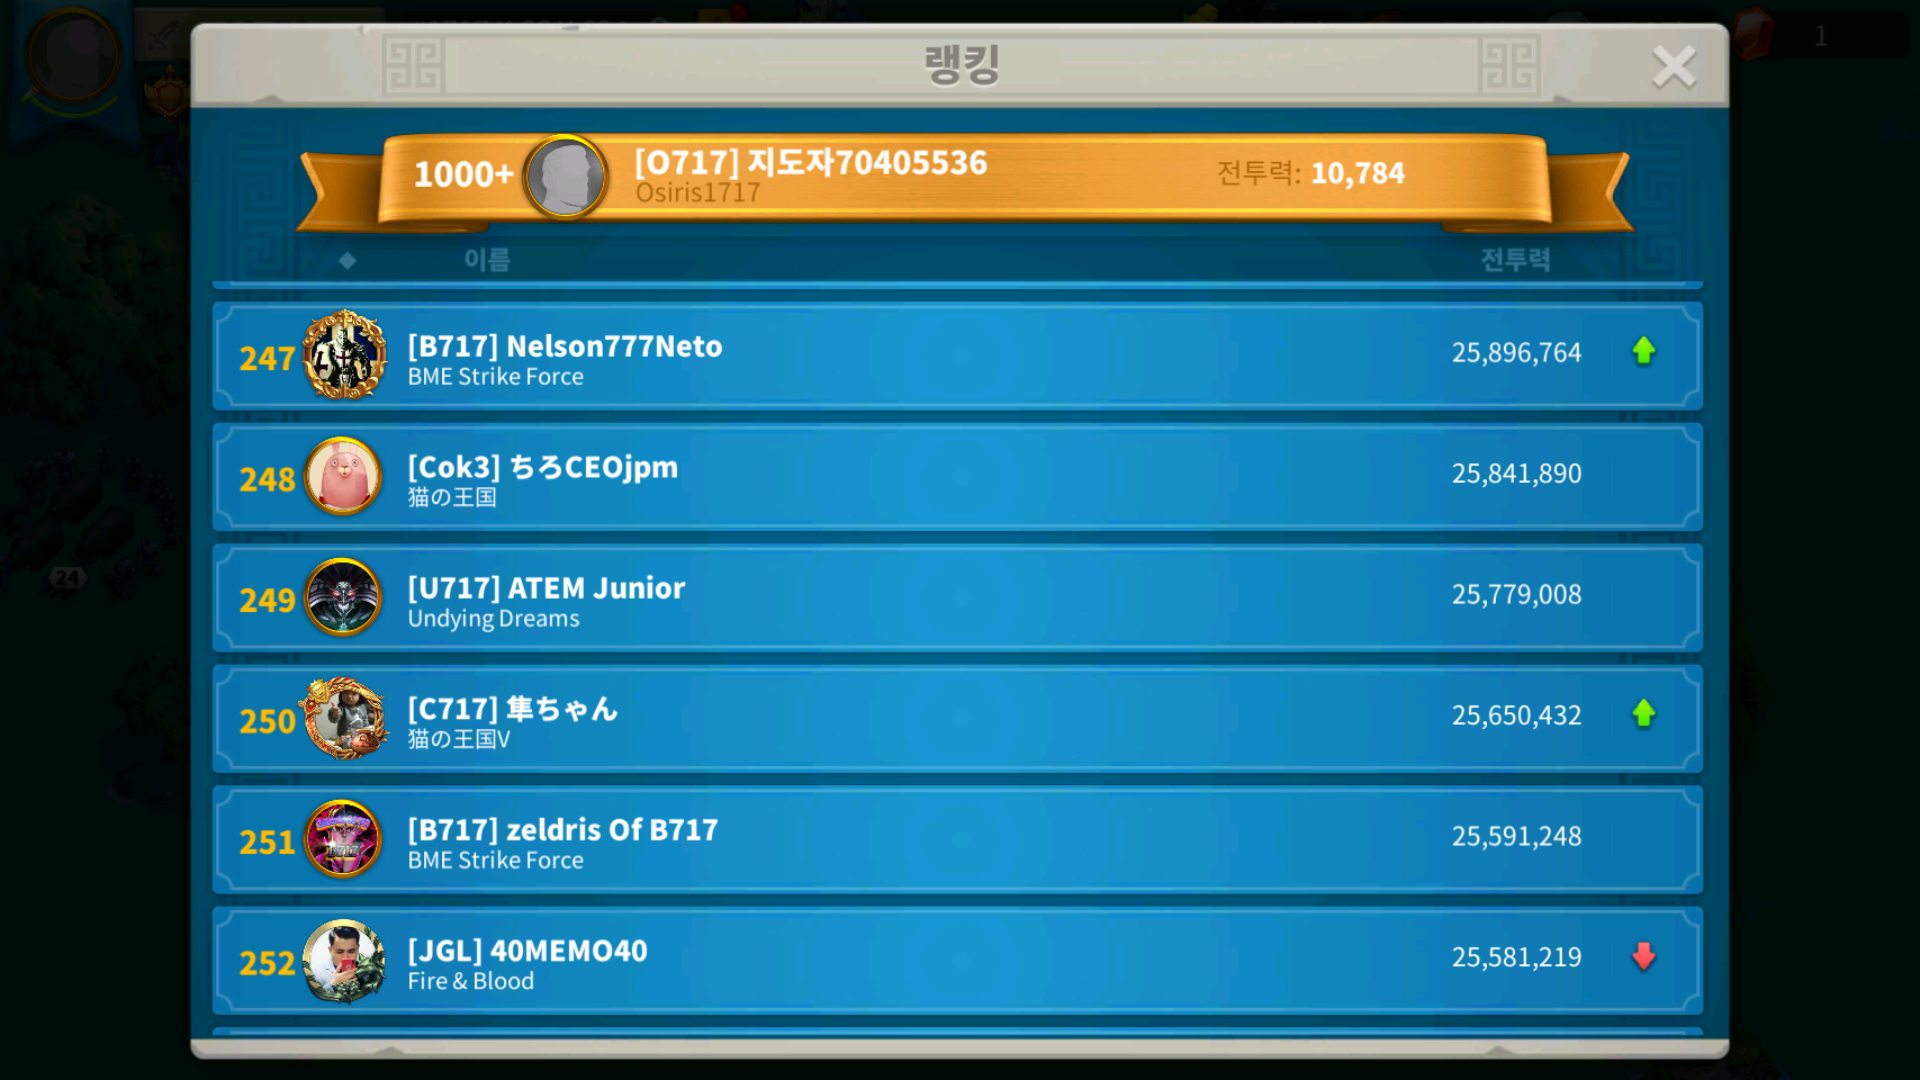 랭킹
1
1000+
[O717] 지도자70405536
Osiris1717
전투력: 10,784
이름
전투력
247
[B717] Nelson777Neto
BME Strike Force
25,896,764
248
[Cok3] ちろCEOjpm
猫の王国
25,841,890
249
[U717] ATEM Junior
Undying Dreams
25,779,008
24
250
[C717] 隼ちゃん
猫の王国V
25,650,432
251
[B717] zeldris Of B717
BME Strike Force
25,591,248
252
[JGL] 40MEMO40
Fire & Blood
25,581,219